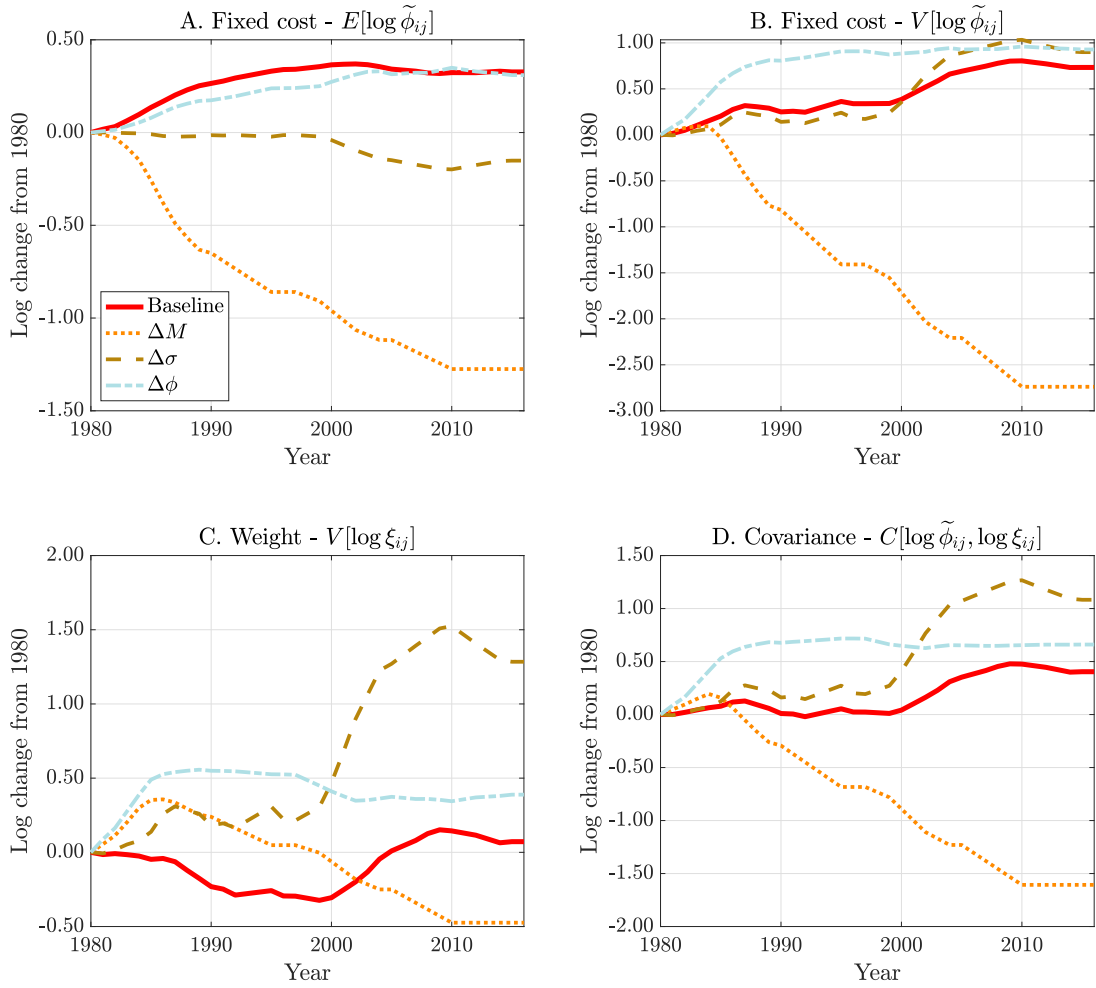 A. Fixed cost - E[log ϕ̃ij]
Log change from 1980
0.50
0.00
-0.50
-1.00
-1.50
Baseline
ΔM
Δσ
Δϕ
1980 1990 2000 2010
Year
B. Fixed cost - V[log ϕ̃ij]
Log change from 1980
1.00
0.50
0.00
-0.50
-1.00
-1.50
-2.00
-2.50
-3.00
1980 1990 2000 2010
Year
C. Weight - V[log ξij]
Log change from 1980
2.00
1.50
1.00
0.50
0.00
-0.50
1980 1990 2000 2010
Year
D. Covariance - C[log ϕ̃ij, log ξij]
Log change from 1980
1.50
1.00
0.50
0.00
-0.50
-1.00
-1.50
-2.00
1980 1990 2000 2010
Year